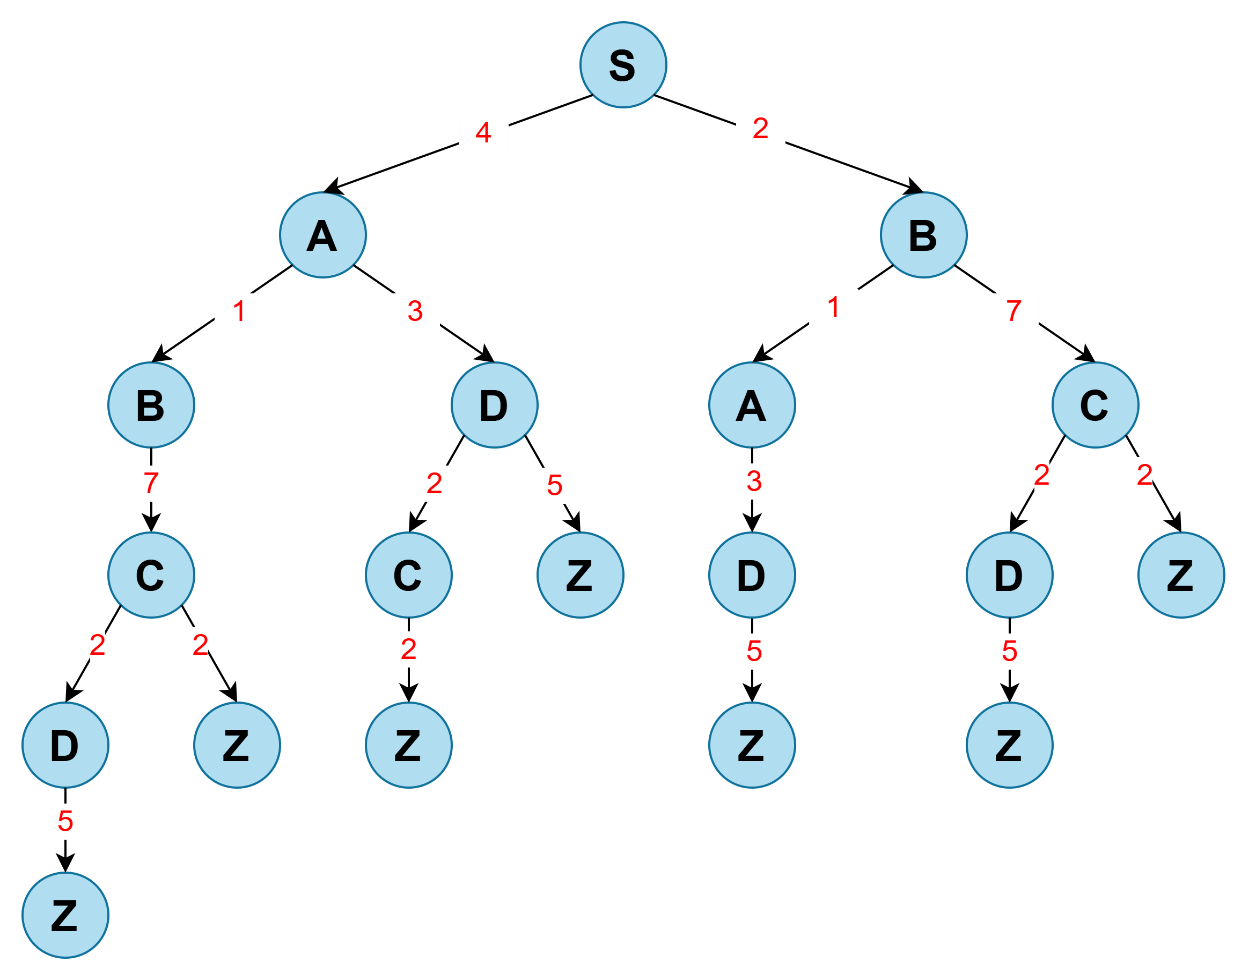 S
4 2
A B
1 3 1 7
B D A C
7 2 5 3 2 2
C C Z D D Z
2 2 2 5 5
D Z Z Z Z
5
Z